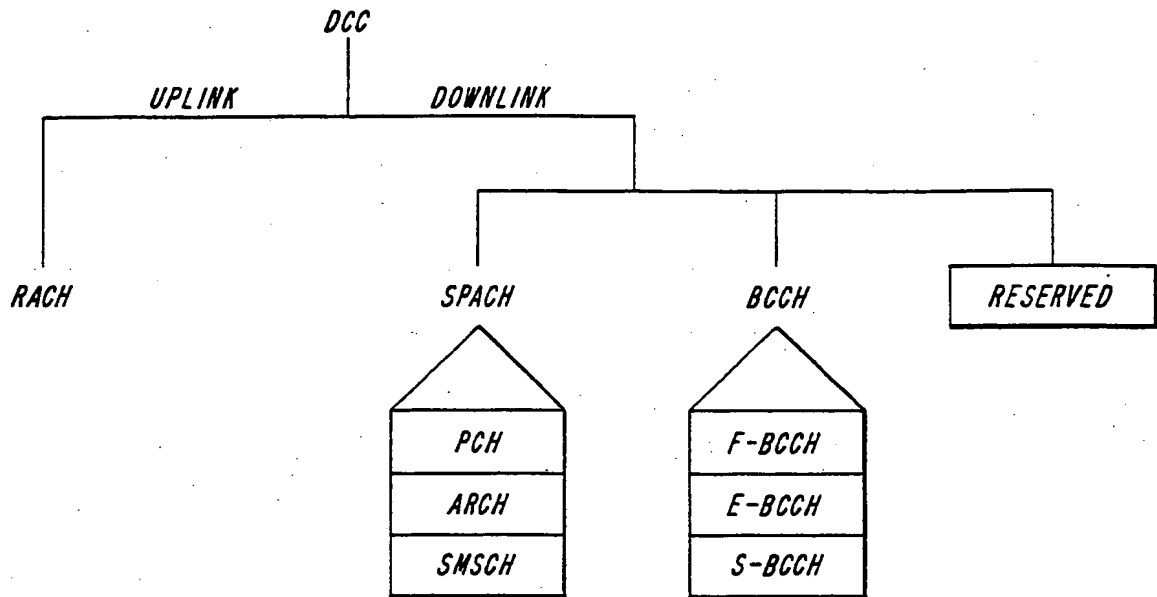 DCC
UPLINK DOWNLINK
RACH SPACH BCCH RESERVED
PCH F-BCCH
ARCH E-BCCH
SMSCH S-BCCH